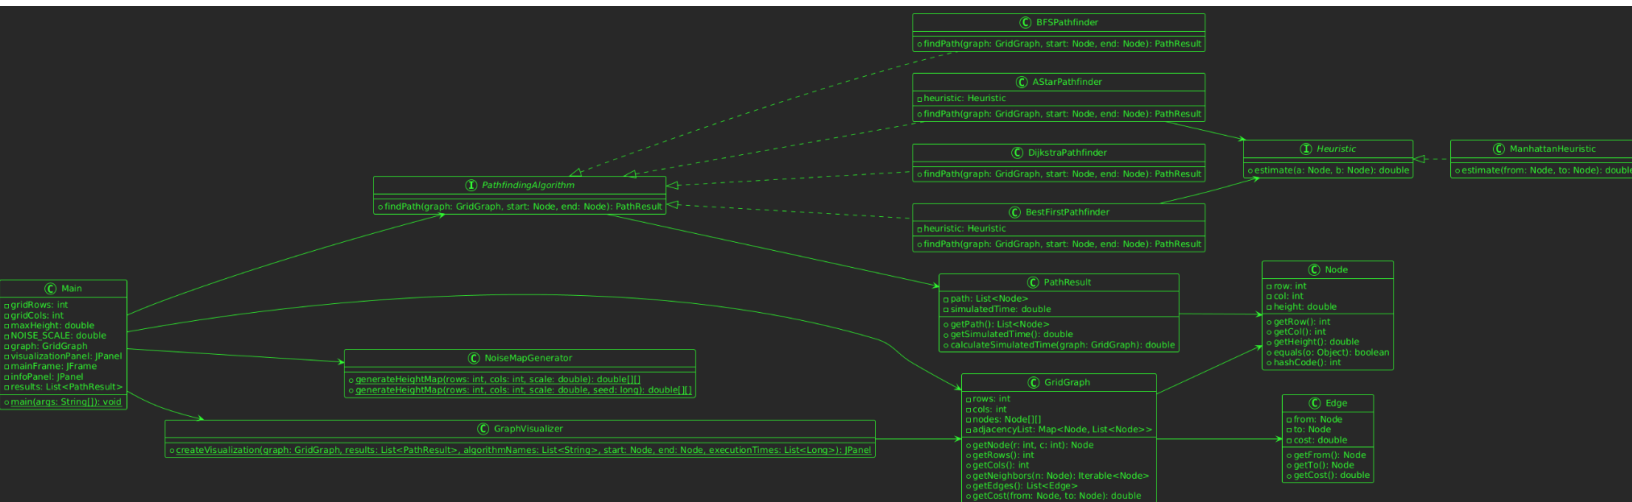 BFSPathfinder
findPath(graph: GridGraph, start: Node, end: Node): PathResult
AStarPathfinder
heuristic: Heuristic
findPath(graph: GridGraph, start: Node, end: Node): PathResult
DijkstraPathfinder
findPath(graph: GridGraph, start: Node, end: Node): PathResult
Heuristic
estimate(a: Node, b: Node): double
ManhattanHeuristic
estimate(from: Node, to: Node): double
PathfindingAlgorithm
findPath(graph: GridGraph, start: Node, end: Node): PathResult
BestFirstPathfinder
heuristic: Heuristic
findPath(graph: GridGraph, start: Node, end: Node): PathResult
Main
gridRows: int
gridCols: int
maxHeight: double
NOISE_SCALE: double
graph: GridGraph
visualizationPanel: JPanel
mainFrame: JFrame
infoPanel: JPanel
results: List<PathResult>
main(args: String[]): void
PathResult
path: List<Node>
simulatedTime: double
getPath(): List<Node>
getSimulatedTime(): double
calculateSimulatedTime(graph: GridGraph): double
Node
row: int
col: int
height: double
getRow(): int
getCol(): int
getHeight(): double
equals(o: Object): boolean
hashCode(): int
NoiseMapGenerator
generateHeightMap(rows: int, cols: int, scale: double): double[][]
generateHeightMap(rows: int, cols: int, scale: double, seed: long): double[][]
GraphVisualizer
createVisualization(graph: GridGraph, results: List<PathResult>, algorithmNames: List<String>, start: Node, end: Node, executionTimes: List<Long>): JPanel
GridGraph
rows: int
cols: int
nodes: Node[][]
adjacencyList: Map<Node, List<Node>>
getNode(r: int, c: int): Node
getRows(): int
getCols(): int
getNeighbors(n: Node): Iterable<Node>
getEdges(): List<Edge>
getCost(from: Node, to: Node): double
Edge
from: Node
to: Node
cost: double
getFrom(): Node
getTo(): Node
getCost(): double